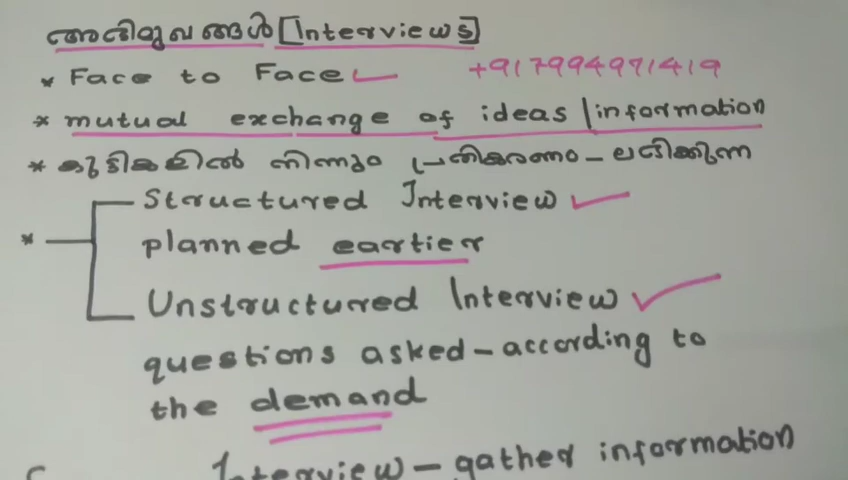 അഭിമുഖങ്ങൾ [Interviews]
* Face to Face +917994971419
* mutual exchange of ideas/information
* കുട്ടികളിൽ നിന്നും പ്രതികരണം - ലഭിക്കുന്ന
* Structured Interview
planned eartier
Unstructured Interview
questions asked - according to
the demand
Interview - gather information